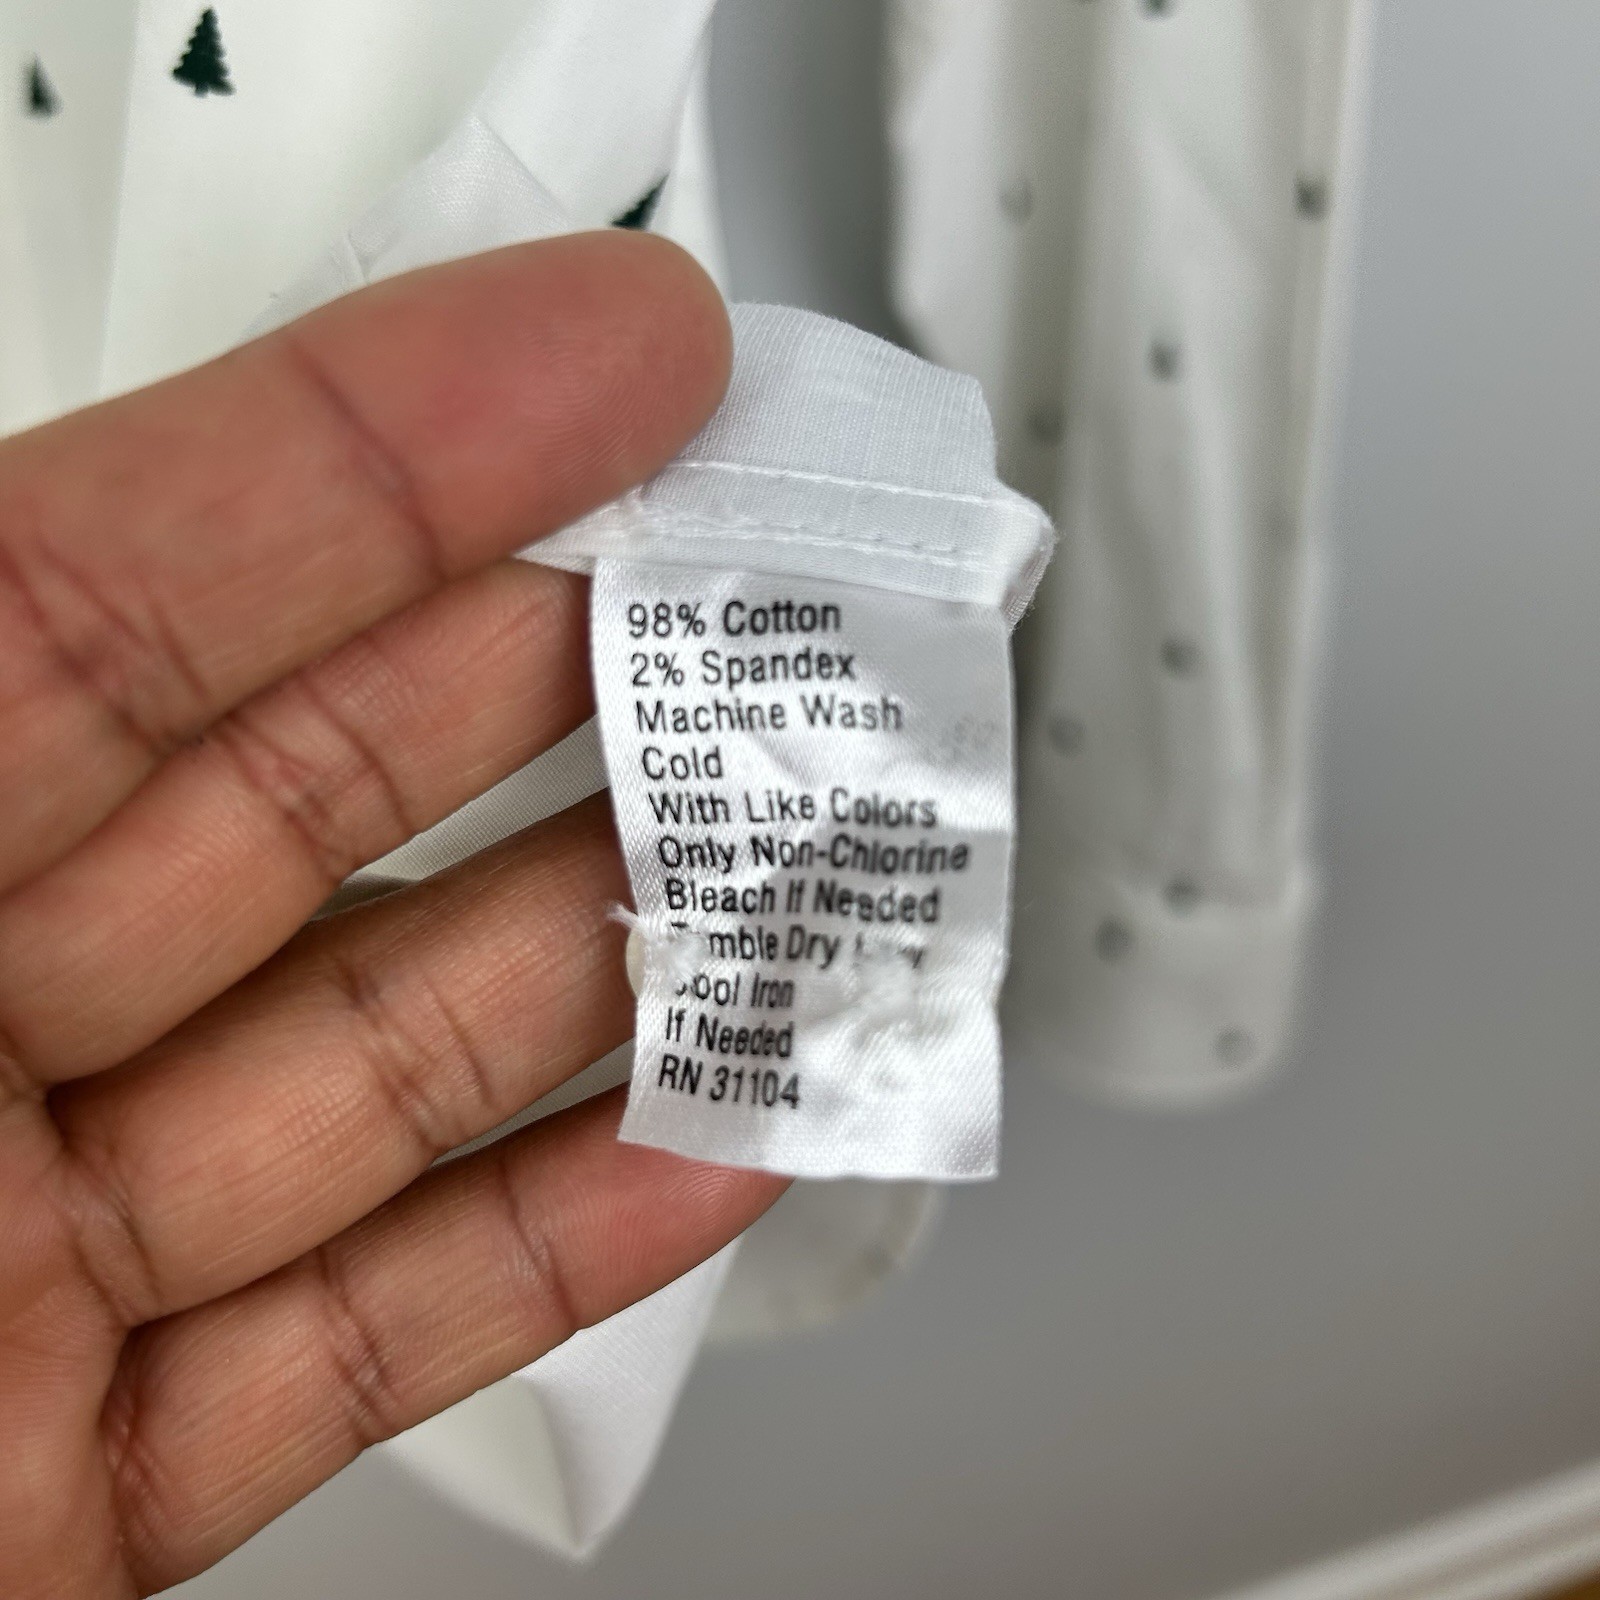 98% Cotton
2% Spandex
Machine Wash
Cold
With Like Colors
Only Non-Chlorine
Bleach If Needed
Dry
Iron
If Needed
RN 31104